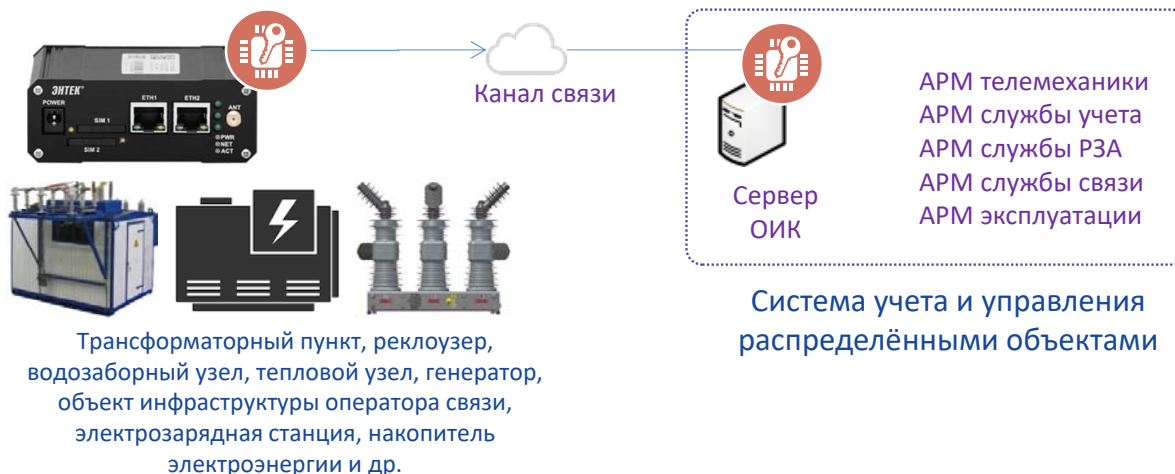 ЭНТЕК™
POWER
ETH1
ETH2
ANT
SIM 1
SIM 2
PWR
NET
ACT
Канал связи
Сервер
ОИК
АРМ телемеханики
АРМ службы учета
АРМ службы РЗА
АРМ службы связи
АРМ эксплуатации
Система учета и управления
распределёнными объектами
Трансформаторный пункт, реклоузер,
водозаборный узел, тепловой узел, генератор,
объект инфраструктуры оператора связи,
электрозарядная станция, накопитель
электроэнергии и др.